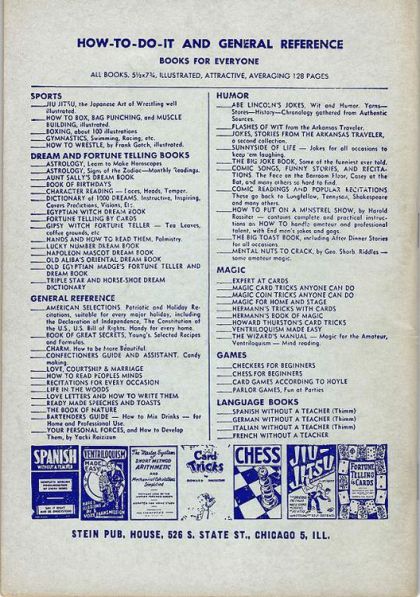 HOW-TO-DO-IT AND GENERAL REFERENCE
BOOKS FOR EVERYONE
ALL BOOKS, 5½x7¾, ILLUSTRATED, ATTRACTIVE, AVERAGING 128 PAGES
SPORTS
JIU JITSU, the Japanese Art of Wrestling well
illustrated.
HOW TO BOX, BAG PUNCHING, and MUSCLE
BUILDING, illustrated.
BOXING, about 100 illustrations
GYMNASTICS, Swimming, Racing, etc.
HOW TO WRESTLE, by Frank Gotch, illustrated.
DREAM AND FORTUNE TELLING BOOKS
ASTROLOGY, Learn to Make Horoscopes
ASTROLOGY, Signs of the Zodiac—Monthly Readings.
AUNT SALLY'S DREAM BOOK
BOOK OF BIRTHDAYS
CHARACTER READING — Faces, Heads, Temper.
DICTIONARY of 1000 DREAMS. Instructive, Inspiring,
Covers Predictions, Visions, Etc.
EGYPTIAN WITCH DREAM BOOK
FORTUNE TELLING BY CARDS
GIPSY WITCH FORTUNE TELLER — Tea Leaves,
coffee grounds, etc
HANDS AND HOW TO READ THEM, Palmistry.
LUCKY NUMBER DREAM BOOK
NAPOLEON MASCOT DREAM BOOK
OLD ALIBA'S ORIENTAL DREAM BOOK
OLD EGYPTIAN MADGE'S FORTUNE TELLER AND
DREAM BOOK
TRIPLE STAR AND HORSE-SHOE DREAM
DICTIONARY
GENERAL REFERENCE
AMERICAN SELECTIONS. Patriotic and Holiday Re-
citations, suitable for every major holiday, including
the Declaration of Independence, The Constitution of
the U.S., U.S. Bill of Rights. Handy for every home.
BOOK OF GREAT SECRETS, Young's, Selected Recipes
and Formulas.
CHARM. How to be More Beautiful.
CONFECTIONERS GUIDE AND ASSISTANT. Candy
making.
LOVE, COURTSHIP & MARRIAGE
HOW TO READ PEOPLES MINDS
RECITATIONS FOR EVERY OCCASION
LIFE IN THE WOODS
LOVE LETTERS AND HOW TO WRITE THEM
READY MADE SPEECHES AND TOASTS
THE BOOK OF NATURE
BARTENDERS GUIDE — How to Mix Drinks — for
Home and Professional Use.
YOUR PERSONAL FORCES, and How to Develop
Them, by Yacki Raizizun
HUMOR
ABE LINCOLN'S JOKES, Wit and Humor. Yarns—
Stores—History—Chronology gathered from Authentic
Sources.
FLASHES OF WIT from the Arkansaw Traveler.
JOKES, STORIES FROM THE ARKANSAW TRAVELER,
a second collection.
SUNNYSIDE OF LIFE — Jokes for all occasions to
keep 'em laughing.
THE BIG JOKE BOOK, Some of the funniest ever told.
COMIC SONGS, FUNNY STORIES, AND RECITA-
TIONS. The Face on the Barroom Floor, Casey at the
Bat, and many others so hard to find.
COMIC READINGS AND POPULAR RECITATIONS
These go back to Longfellow, Tennyson, Shakespeare
and many others.
HOW TO PUT ON A MINSTREL SHOW, by Harold
Rossiter — contains complete and practical instruc-
tions on HOW TO handle amateur and professional
talent, with End men's jokes and gags.
THE BIG TOAST BOOK, including After Dinner Stories
for all occasions.
MENTAL NUTS TO CRACK, by Geo. Shorb. Riddles —
some amateur magic.
MAGIC
EXPERT AT CARDS
MAGIC CARD TRICKS ANYONE CAN DO
MAGIC COIN TRICKS ANYONE CAN DO
MAGIC FOR HOME AND STAGE
HERMANN'S TRICKS WITH CARDS
HERMANN'S BOOK OF MAGIC
HOWARD THURSTON'S CARD TRICKS
VENTRILOQUISM MADE EASY
THE WIZARD'S MANUAL — Magic for the Amateur,
Ventriloquism — Mind reading.
GAMES
CHECKERS FOR BEGINNERS
CHESS FOR BEGINNERS
CARD GAMES ACCORDING TO HOYLE
PARLOR GAMES, Fun at Parties
LANGUAGE BOOKS
SPANISH WITHOUT A TEACHER (Thimm)
GERMAN WITHOUT A TEACHER (Thimm)
ITALIAN WITHOUT A TEACHER (Thimm)
FRENCH WITHOUT A TEACHER
SPANISH
WITHOUT A TEACHER
VENTRILOQUISM
MADE EASY
SHORT METHOD
ARITHMETIC
Card
Tricks
CHESS
JIU-JITSU
FORTUNE
TELLING
by CARDS
STEIN PUB. HOUSE, 526 S. STATE ST., CHICAGO 5, ILL.